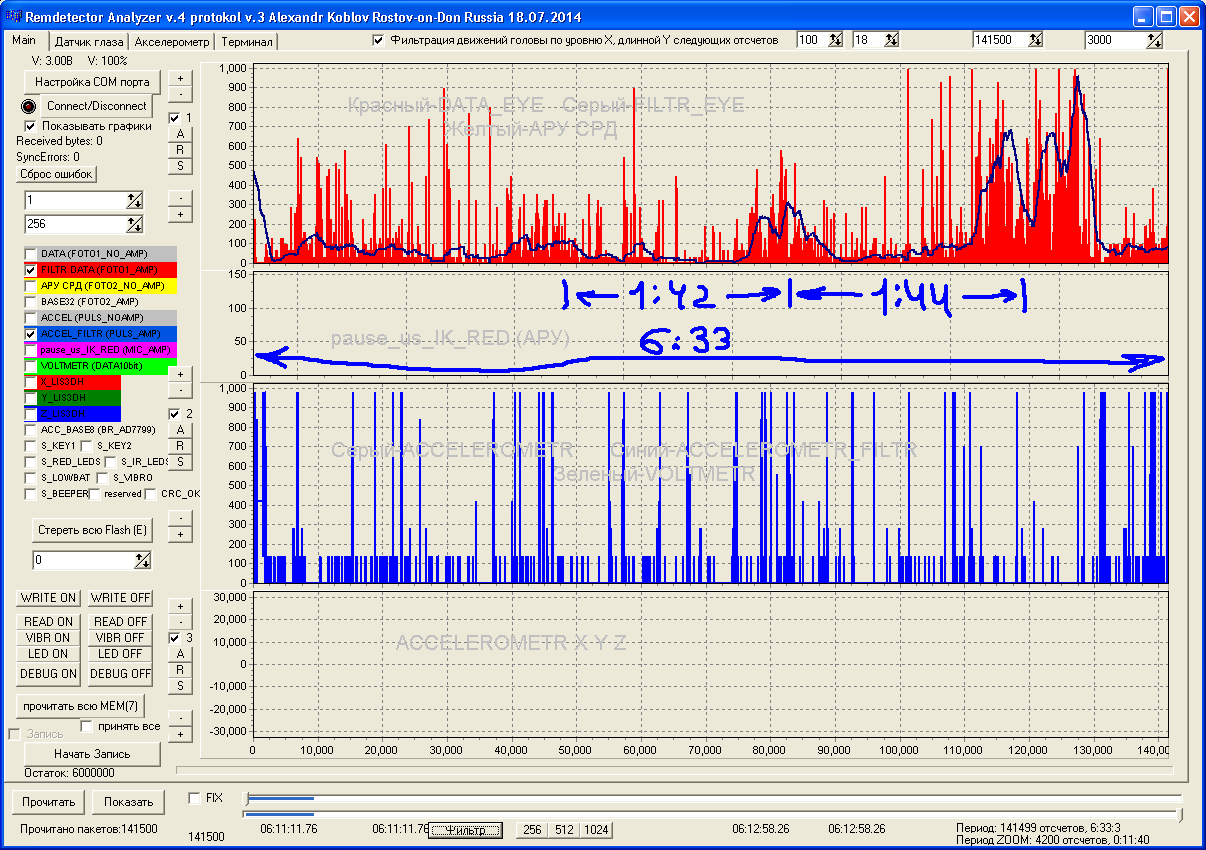 Remdetector Analyzer v.4 protokol v.3 Alexandr Koblov Rostov-on-Don Russia 18.07.2014
Main Датчик глаза Акселерометр Терминал
Фильтрация движений головы по уровню X, длинной Y следующих отсчетов 100 18 141500 3000
V: 3.00В V: 100%
Настройка COM порта
Connect/Disconnect
Показывать графики
Received bytes: 0
SyncErrors: 0
Сброс ошибок
1
256
DATA (FOTO1_NO_AMP)
FILTR DATA (FOTO1_AMP)
АРУ СРД (FOTO2_NO_AMP)
BASE32 (FOTO2_AMP)
ACCEL (PULS_NOAMP)
ACCEL_FILTR (PULS_AMP)
pause_us_IK_RED (MIC_AMP)
VOLTMETR (DATA10bit)
X_LIS3DH
Y_LIS3DH
Z_LIS3DH
ACC_BASE8 (BR_AD7799)
S_KEY1 S_KEY2
S_RED_LEDS S_IR_LEDS
S_LOWBAT S_VIBRO
S_BEEPER reserved CRC_OK
Стереть всю Flash (E)
0
WRITE ON WRITE OFF
READ ON READ OFF
VIBR ON VIBR OFF
LED ON LED OFF
DEBUG ON DEBUG OFF
прочитать всю MEM(7)
принять все
Запись
Начать Запись
Остаток: 6000000
+
-
1
A
R
S
-
+
+
-
2
A
R
S
-
+
+
-
3
A
R
S
-
+
1,000
900
800
700
600
500
400
300
200
100
0
Красный-DATA_EYE Серый-FILTR_EYE
Желтый-АРУ СРД
150
100
50
0
1:42 1:44
pause_us_IK_RED (АРУ)
6:33
1,000
900
800
700
600
500
400
300
200
100
0
Серый-ACCELEROMETR Синий-ACCELEROMETR_FILTR
Зеленый-VOLTMETR
30,000
20,000
10,000
0
-10,000
-20,000
-30,000
ACCELEROMETR X Y Z
0 10,000 20,000 30,000 40,000 50,000 60,000 70,000 80,000 90,000 100,000 110,000 120,000 130,000 140,00
Прочитать Показать FIX
Прочитано пакетов:141500
141500
06:11:11.76 06:11:11.76 Фильтр 256 512 1024 06:12:58.26 06:12:58.26
Период: 141499 отсчетов, 6:33:3
Период ZOOM: 4200 отсчетов, 0:11:40